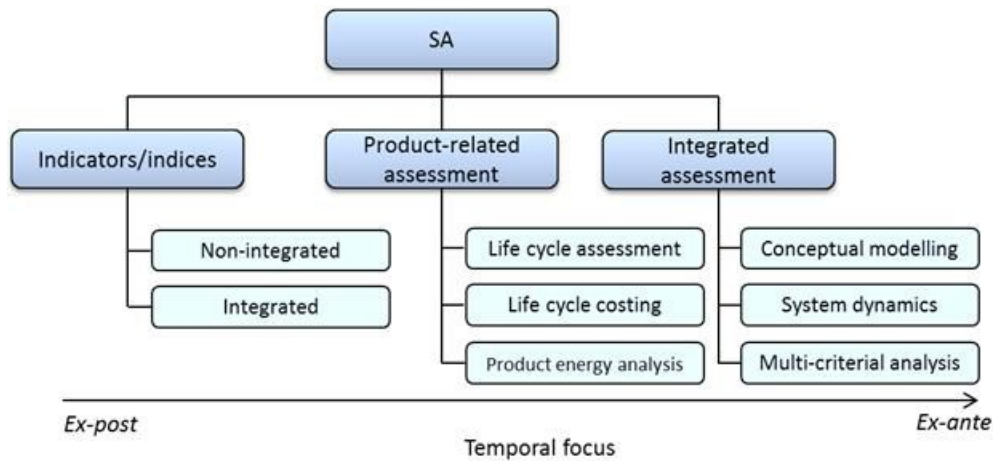 SA
Indicators/indices
Product-related
assessment
Integrated
assessment
Non-integrated
Integrated
Life cycle assessment
Life cycle costing
Product energy analysis
Conceptual modelling
System dynamics
Multi-criterial analysis
Ex-post
Ex-ante
Temporal focus